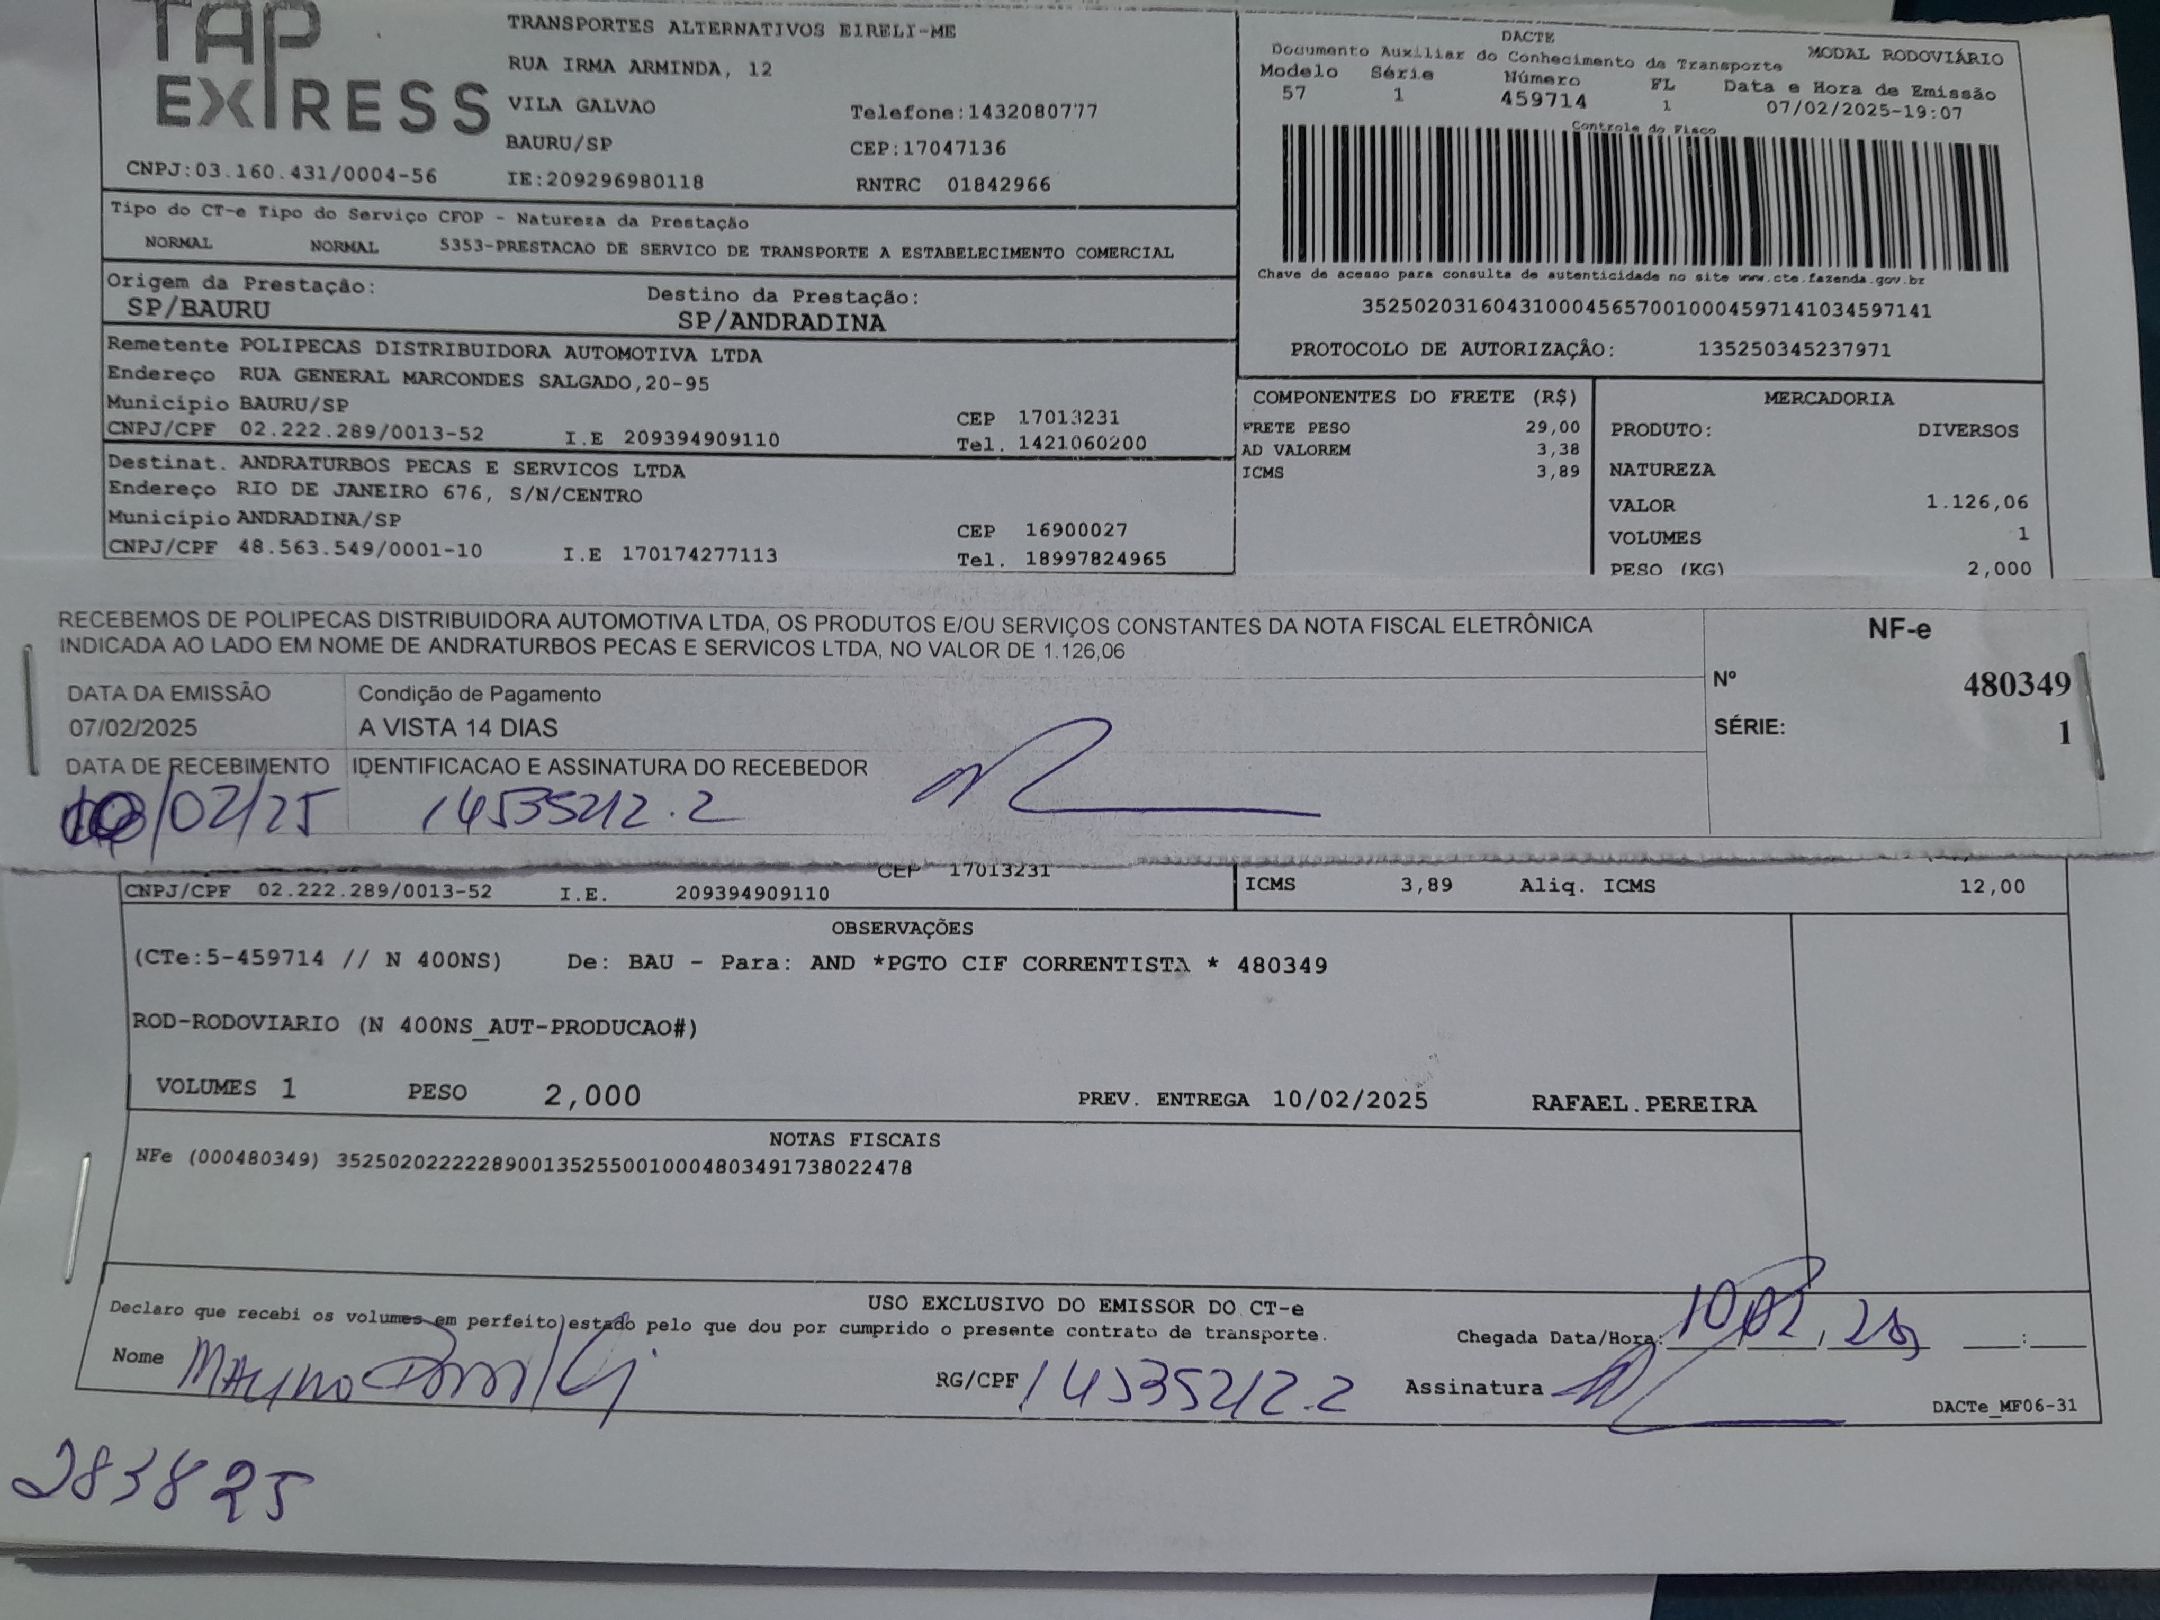 TAP EXPRESS
TRANSPORTES ALTERNATIVOS EIRELI-ME
RUA IRMA ARMINDA, 12
VILA GALVAO Telefone:1432080777
BAURU/SP CEP:17047136
CNPJ:03.160.431/0004-56 IE:209296980118 RNTRC 01842966
DACTE
Documento Auxiliar do Conhecimento de Transporte MODAL RODOVIÁRIO
Modelo Série Número FL Data e Hora de Emissão
57 1 459714 1 07/02/2025-19:07
Controle do Fisco
Chave de acesso para consulta de autenticidade no site www.cte.fazenda.gov.br
35250203160431000456570010004597141034597141
PROTOCOLO DE AUTORIZAÇÃO: 135250345237971
Tipo do CT-e Tipo do Serviço CFOP - Natureza da Prestação
NORMAL NORMAL 5353-PRESTACAO DE SERVICO DE TRANSPORTE A ESTABELECIMENTO COMERCIAL
Origem da Prestação: Destino da Prestação:
SP/BAURU SP/ANDRADINA
Remetente POLIPECAS DISTRIBUIDORA AUTOMOTIVA LTDA
Endereço RUA GENERAL MARCONDES SALGADO,20-95
Município BAURU/SP CEP 17013231
CNPJ/CPF 02.222.289/0013-52 I.E 209394909110 Tel. 1421060200
Destinat. ANDRATURBOS PECAS E SERVICOS LTDA
Endereço RIO DE JANEIRO 676, S/N/CENTRO
Município ANDRADINA/SP CEP 16900027
CNPJ/CPF 48.563.549/0001-10 I.E 170174277113 Tel. 18997824965
COMPONENTES DO FRETE (R$)
FRETE PESO 29,00
AD VALOREM 3,38
ICMS 3,89
MERCADORIA
PRODUTO: DIVERSOS
NATUREZA
VALOR 1.126,06
VOLUMES 1
PESO (KG) 2,000
RECEBEMOS DE POLIPECAS DISTRIBUIDORA AUTOMOTIVA LTDA, OS PRODUTOS E/OU SERVIÇOS CONSTANTES DA NOTA FISCAL ELETRÔNICA
INDICADA AO LADO EM NOME DE ANDRATURBOS PECAS E SERVICOS LTDA, NO VALOR DE 1.126,06
NF-e
Nº 480349
SÉRIE: 1
DATA DA EMISSÃO Condição de Pagamento
07/02/2025 A VISTA 14 DIAS
DATA DE RECEBIMENTO IDENTIFICACAO E ASSINATURA DO RECEBEDOR
10/02/25 14535212.2
CEP 17013231
CNPJ/CPF 02.222.289/0013-52 I.E. 209394909110
ICMS 3,89 Aliq. ICMS 12,00
OBSERVAÇÕES
(CTe:5-459714 // N 400NS) De: BAU - Para: AND *PGTO CIF CORRENTISTA * 480349
ROD-RODOVIARIO (N 400NS_AUT-PRODUCAO#)
VOLUMES 1 PESO 2,000 PREV. ENTREGA 10/02/2025 RAFAEL.PEREIRA
NOTAS FISCAIS
NFe (000480349) 35250202222289001352550010004803491738022478
USO EXCLUSIVO DO EMISSOR DO CT-e
Declaro que recebi os volumes em perfeito estado pelo que dou por cumprido o presente contrato de transporte.
Chegada Data/Hora: 10/02/25 :
Nome RG/CPF 14535212.2 Assinatura
DACTe_MF06-31
283825